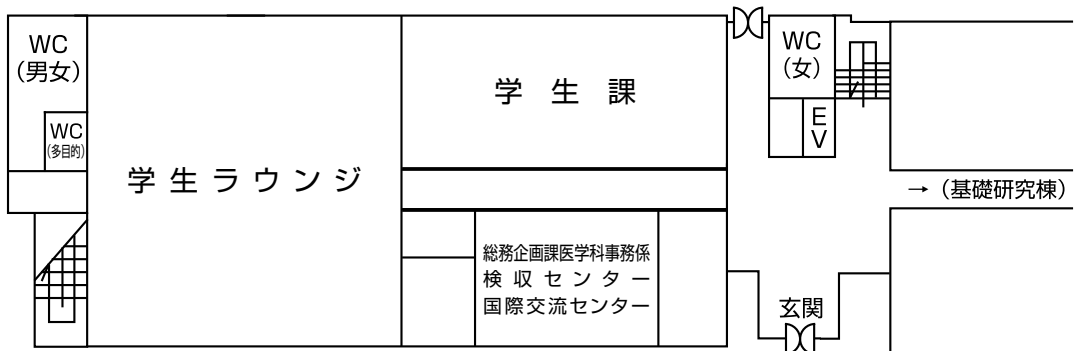 WC
(男女)
WC
(多目的)
学生ラウンジ
学生課
総務企画課医学科事務係
検収センター
国際交流センター
WC
(女)
EV
→(基礎研究棟)
玄関